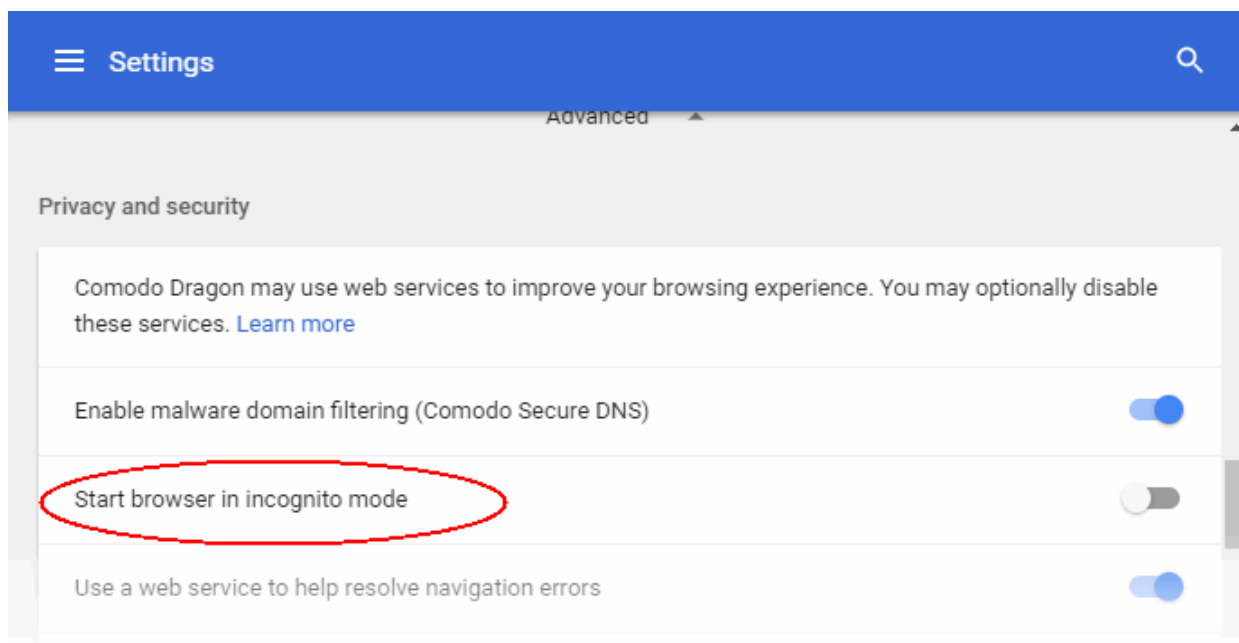 Settings
Advanced
Privacy and security
Comodo Dragon may use web services to improve your browsing experience. You may optionally disable
these services. Learn more
Enable malware domain filtering (Comodo Secure DNS)
Start browser in incognito mode
Use a web service to help resolve navigation errors